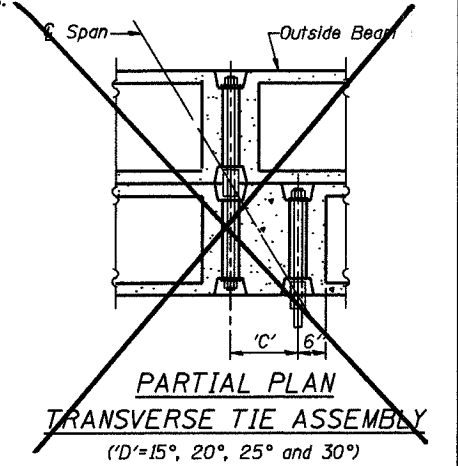 ℄ Span
Outside Beam
'C'
6"
PARTIAL PLAN
TRANSVERSE TIE ASSEMBLY
('D'=15°, 20°, 25° and 30°)